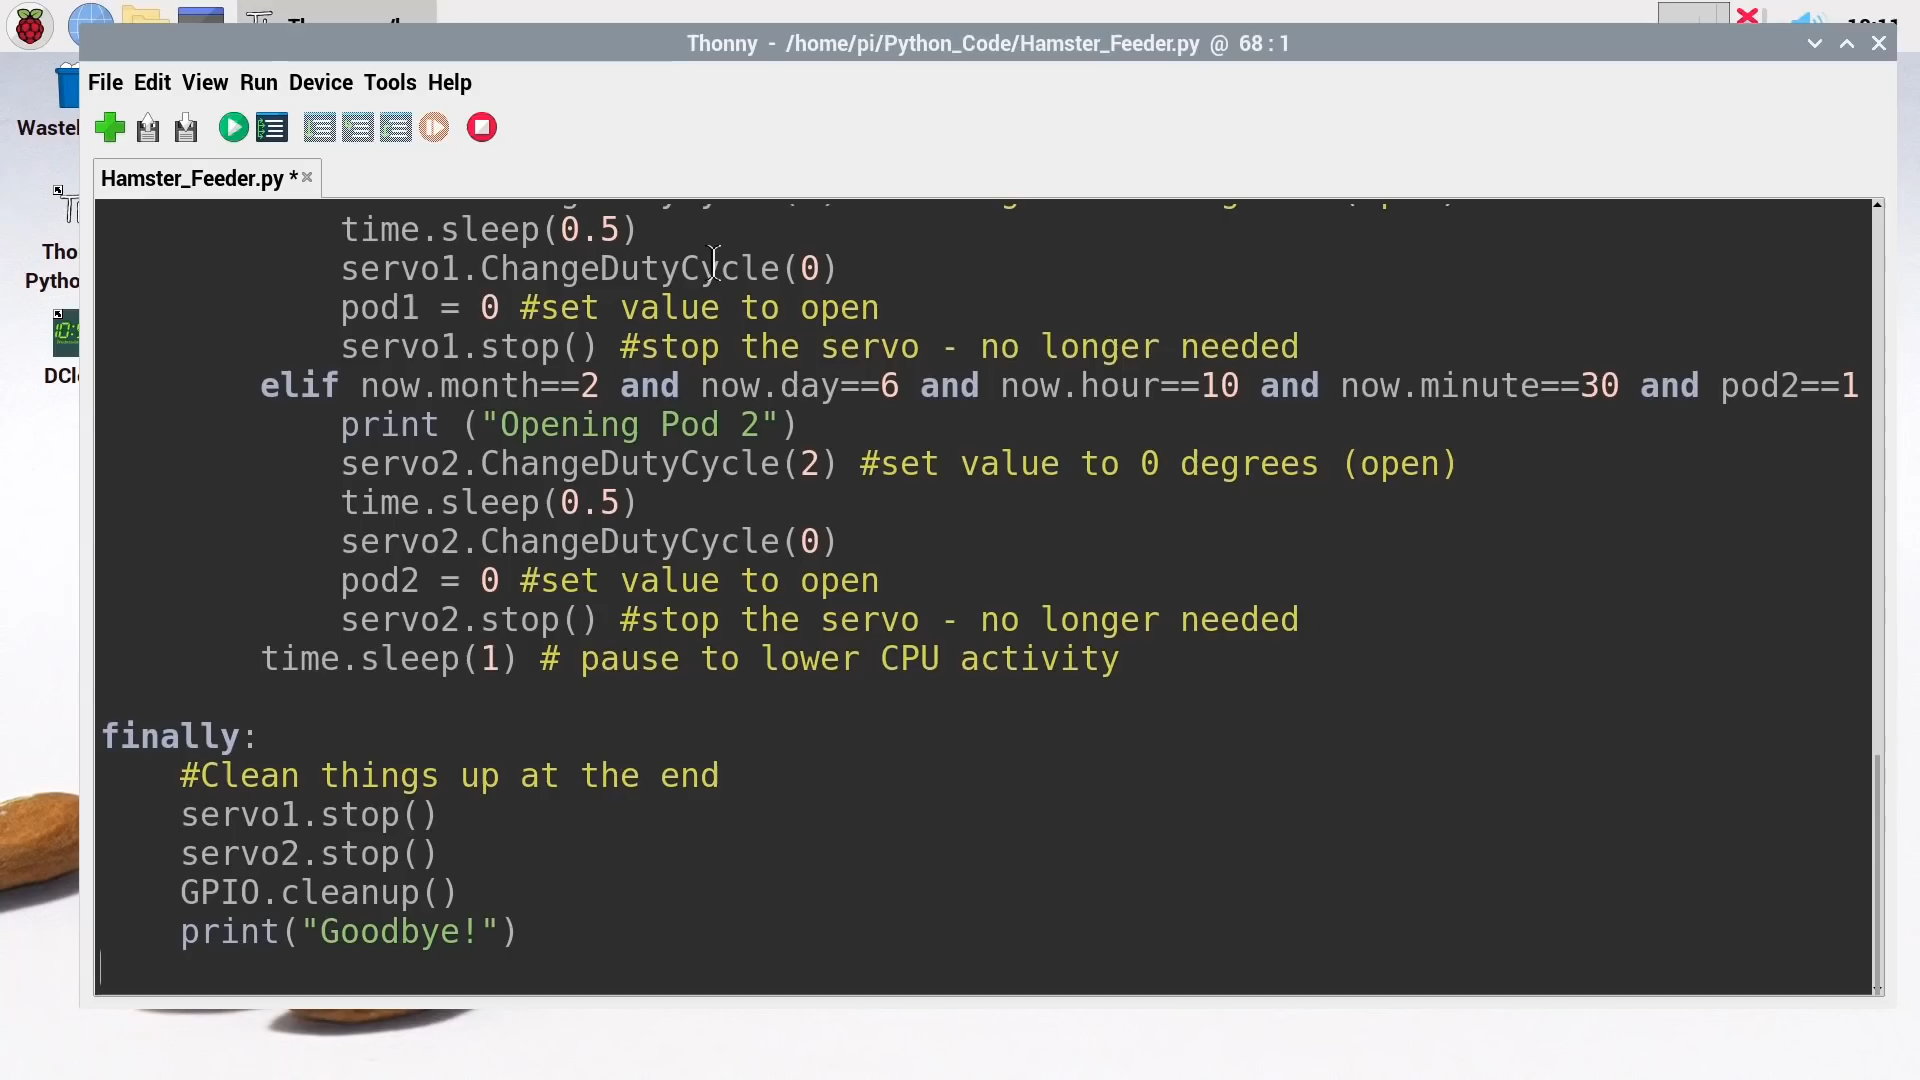 Thonny - /home/pi/Python_Code/Hamster_Feeder.py @ 68 : 1
File Edit View Run Device Tools Help
Hamster_Feeder.py *
time.sleep(0.5)
servo1.ChangeDutyCycle(0)
pod1 = 0 #set value to open
servo1.stop() #stop the servo - no longer needed
elif now.month==2 and now.day==6 and now.hour==10 and now.minute==30 and pod2==1
print ("Opening Pod 2")
servo2.ChangeDutyCycle(2) #set value to 0 degrees (open)
time.sleep(0.5)
servo2.ChangeDutyCycle(0)
pod2 = 0 #set value to open
servo2.stop() #stop the servo - no longer needed
time.sleep(1) # pause to lower CPU activity
finally:
#Clean things up at the end
servo1.stop()
servo2.stop()
GPIO.cleanup()
print("Goodbye!")